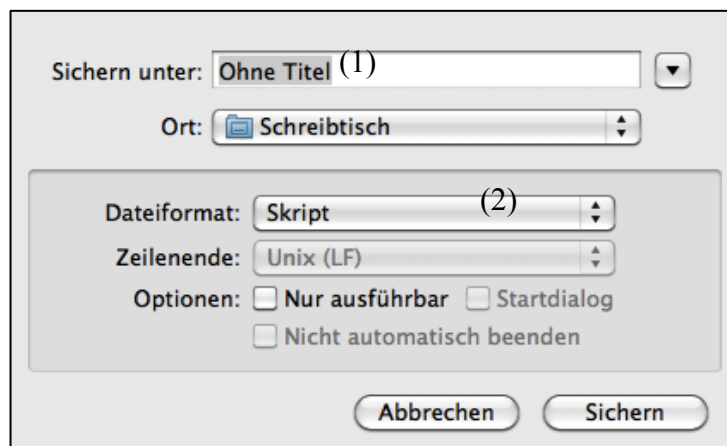 Sichern unter: Ohne Titel (1)
Ort: Schreibtisch
Dateiformat: Skript (2)
Zeilenende: Unix (LF)
Optionen: Nur ausführbar Startdialog
Nicht automatisch beenden
Abbrechen Sichern